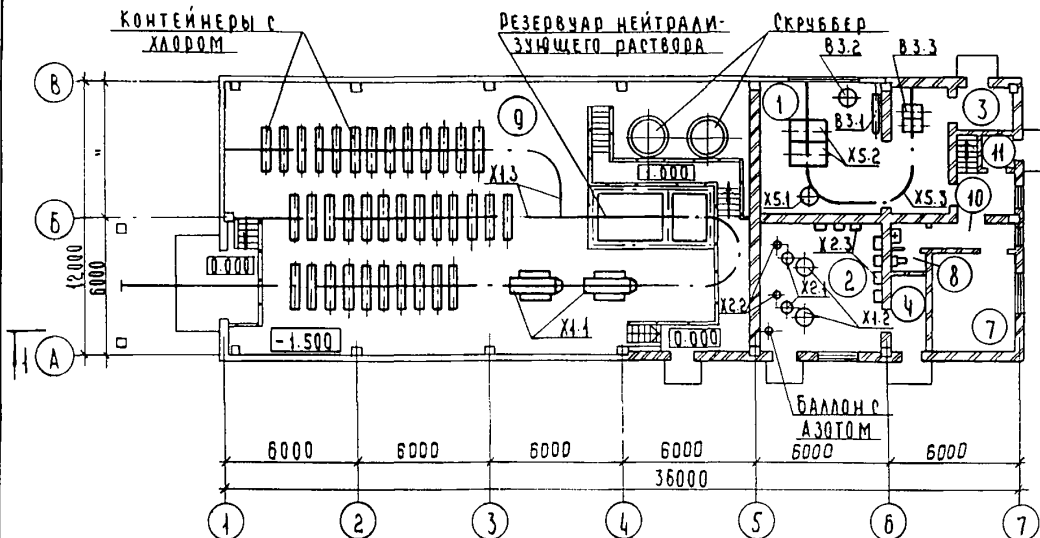 КОНТЕЙНЕРЫ С
ХЛОРОМ
РЕЗЕРВУАР НЕЙТРАЛИ-
ЗУЮЩЕГО РАСТВОРА
СКРУББЕР
В3.2
В3.3
В
9
1
3
В3.1
11
Х5.2
Х1.3
1.000
Х5.1
Х5.3
10
Б
12000
6000
0.000
Х2.3
2
8
Х2.1
Х2.2
4
Х1.1
Х1.2
7
-1.500
0.000
1
А
БАЛЛОН С
АЗОТОМ
6000 6000 6000 6000 6000 6000
36000
1 2 3 4 5 6 7